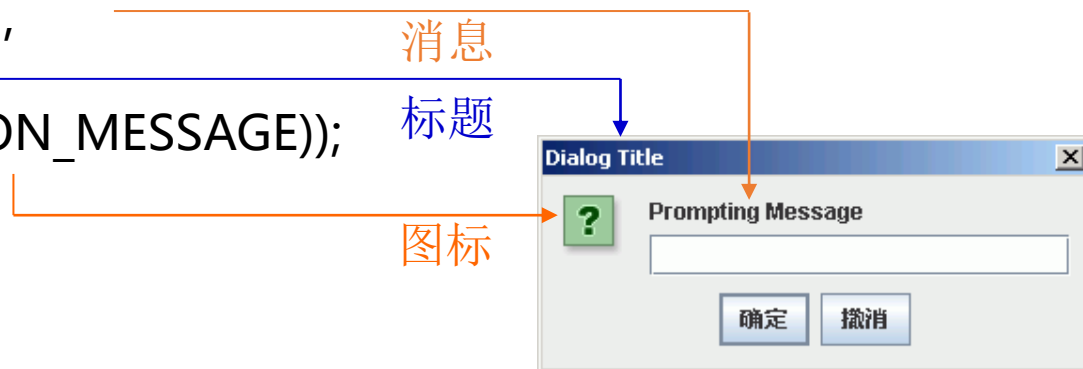 ,
消息
标题
ON_MESSAGE));
图标
Dialog Title
?
Prompting Message
确定 撤消